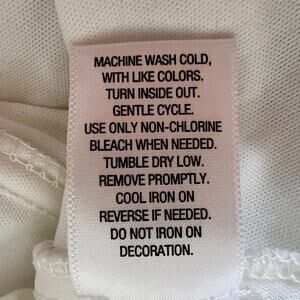 MACHINE WASH COLD,
WITH LIKE COLORS.
TURN INSIDE OUT.
GENTLE CYCLE.
USE ONLY NON-CHLORINE
BLEACH WHEN NEEDED.
TUMBLE DRY LOW.
REMOVE PROMPTLY.
COOL IRON ON
REVERSE IF NEEDED.
DO NOT IRON ON
DECORATION.